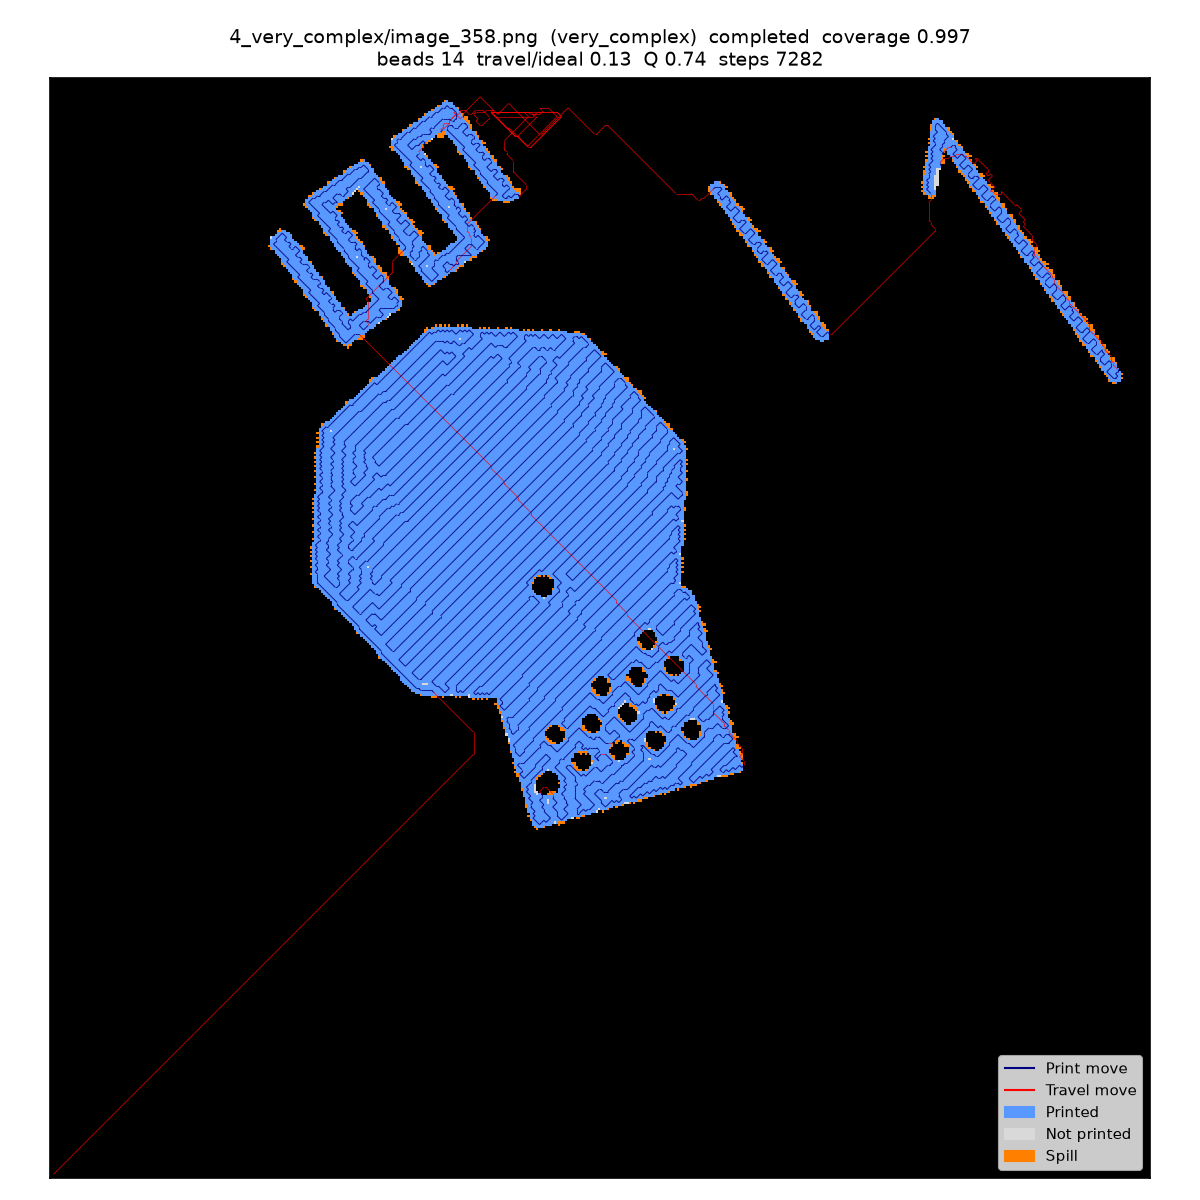 4_very_complex/image_358.png  (very_complex)  completed  coverage 0.997
beads 14  travel/ideal 0.13  Q 0.74  steps 7282
Print move
Travel move
Printed
Not printed
Spill